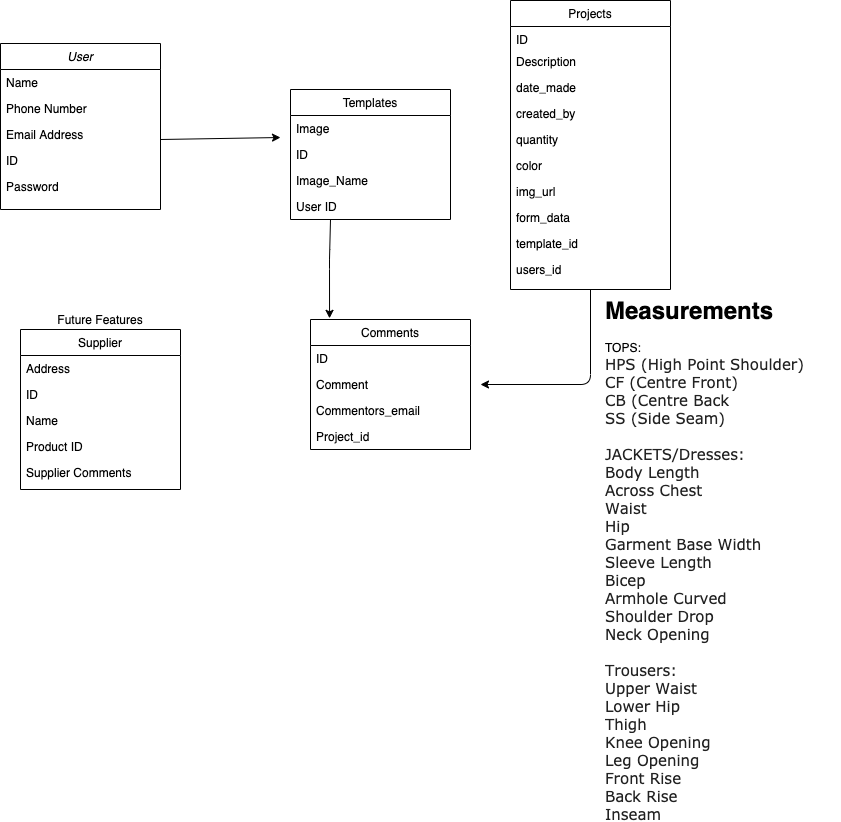 User
Name
Phone Number
Email Address
ID
Password
Templates
Image
ID
Image_Name
User ID
Projects
ID
Description
date_made
created_by
quantity
color
img_url
form_data
template_id
users_id
Future Features
Supplier
Address
ID
Name
Product ID
Supplier Comments
Comments
ID
Comment
Commentors_email
Project_id
Measurements
TOPS:
HPS (High Point Shoulder)
CF (Centre Front)
CB (Centre Back
SS (Side Seam)
JACKETS/Dresses:
Body Length
Across Chest
Waist
Hip
Garment Base Width
Sleeve Length
Bicep
Armhole Curved
Shoulder Drop
Neck Opening
Trousers:
Upper Waist
Lower Hip
Thigh
Knee Opening
Leg Opening
Front Rise
Back Rise
Inseam